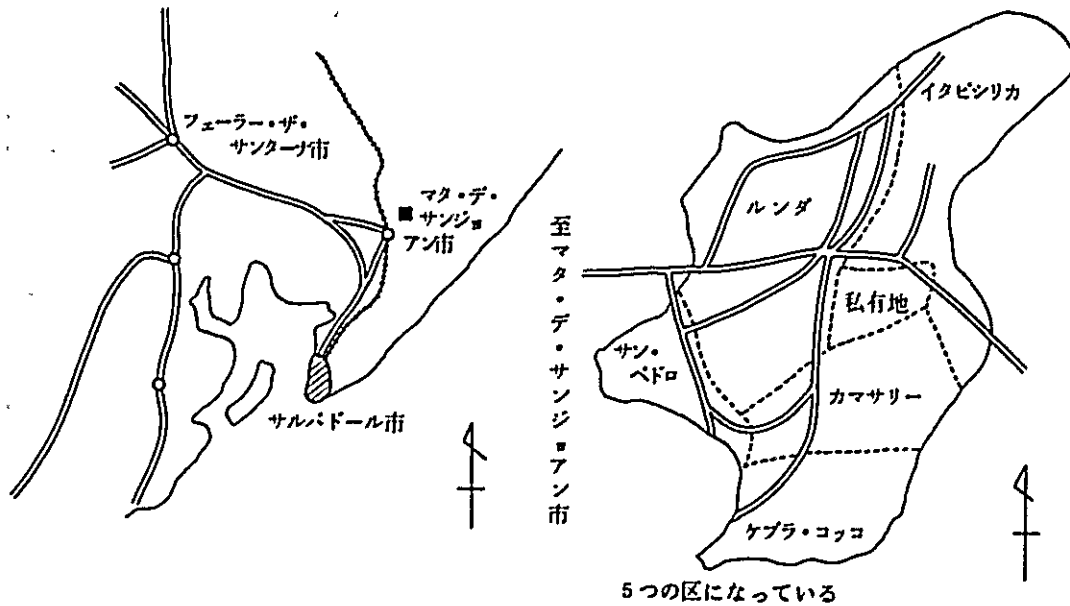 フェーラー・ザ・
サンターナ市
マタ・デ・
サンジョ
アン市
サルバドール市
至マタ・デ・サンジョアン市
イタピシリカ
ルンダ
私有地
サン・
ペドロ
カマサリー
ケブラ・コッコ
5つの区になっている